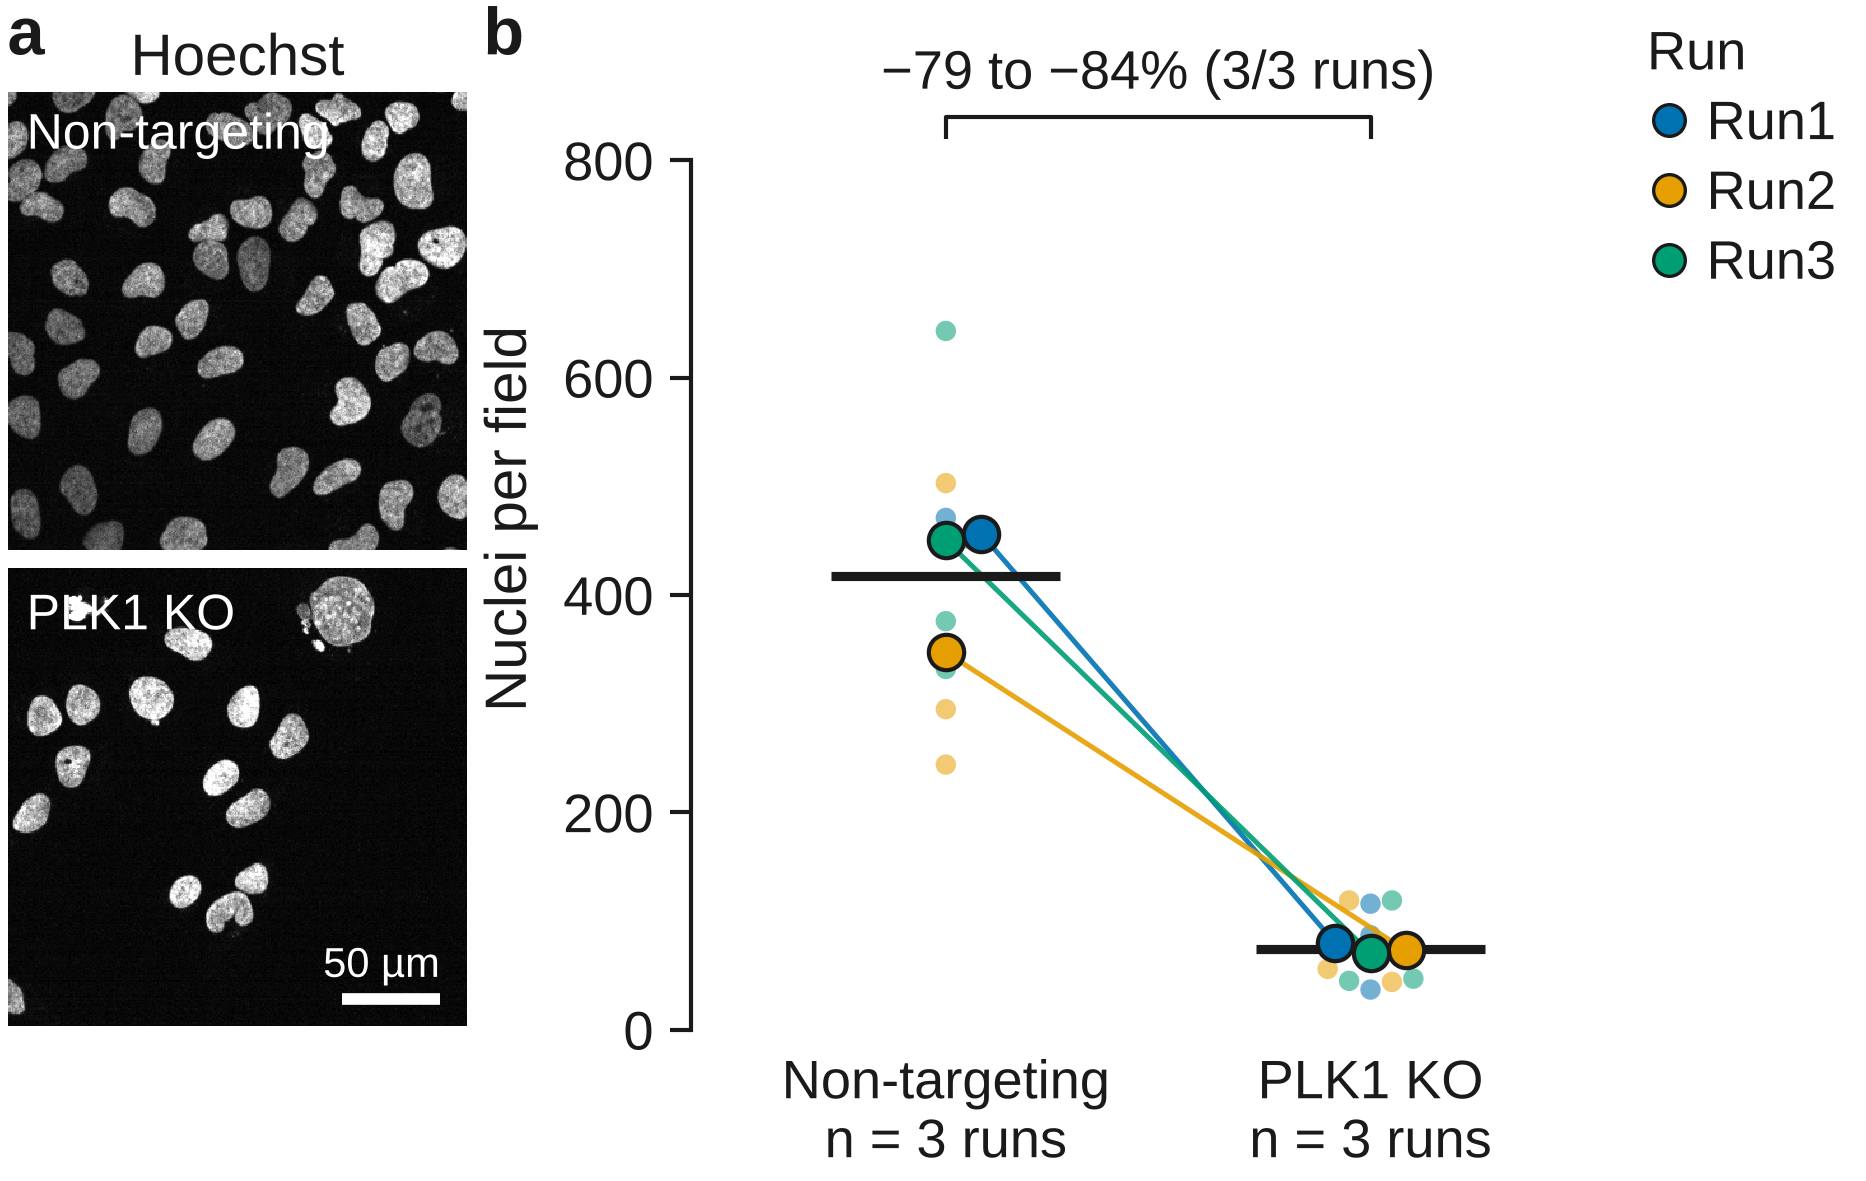 a
Hoechst
Non-targeting
PLK1 KO
50 µm
b
−79 to −84% (3/3 runs)
Nuclei per field
800
600
400
200
0
Non-targeting
n = 3 runs
PLK1 KO
n = 3 runs
Run
Run1
Run2
Run3